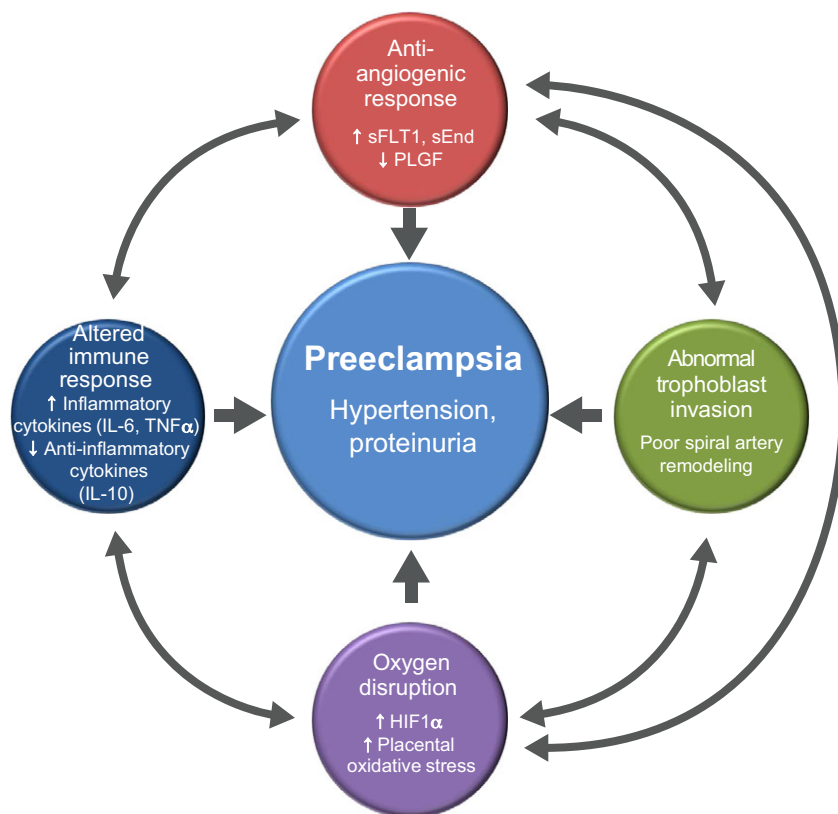 Anti-
angiogenic
response
↑ sFLT1, sEnd
↓ PLGF
Altered
immune
response
↑ Inflammatory
cytokines (IL-6, TNFα)
↓ Anti-inflammatory
cytokines
(IL-10)
Preeclampsia
Hypertension,
proteinuria
Abnormal
trophoblast
invasion
Poor spiral artery
remodeling
Oxygen
disruption
↑ HIF1α
↑ Placental
oxidative stress